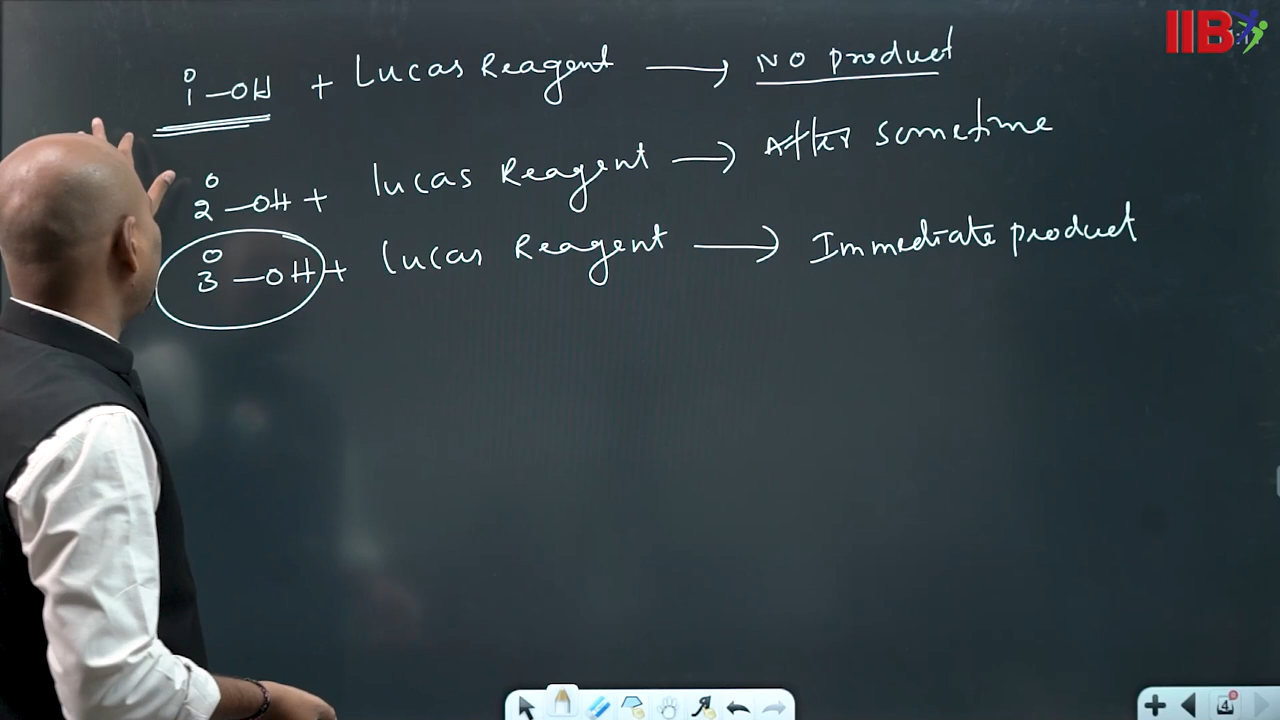 IIB
1° –OH + Lucas Reagent → No product
2° –OH + lucas Reagent → After sometime
3° –OH + lucas Reagent → Immediate product
4